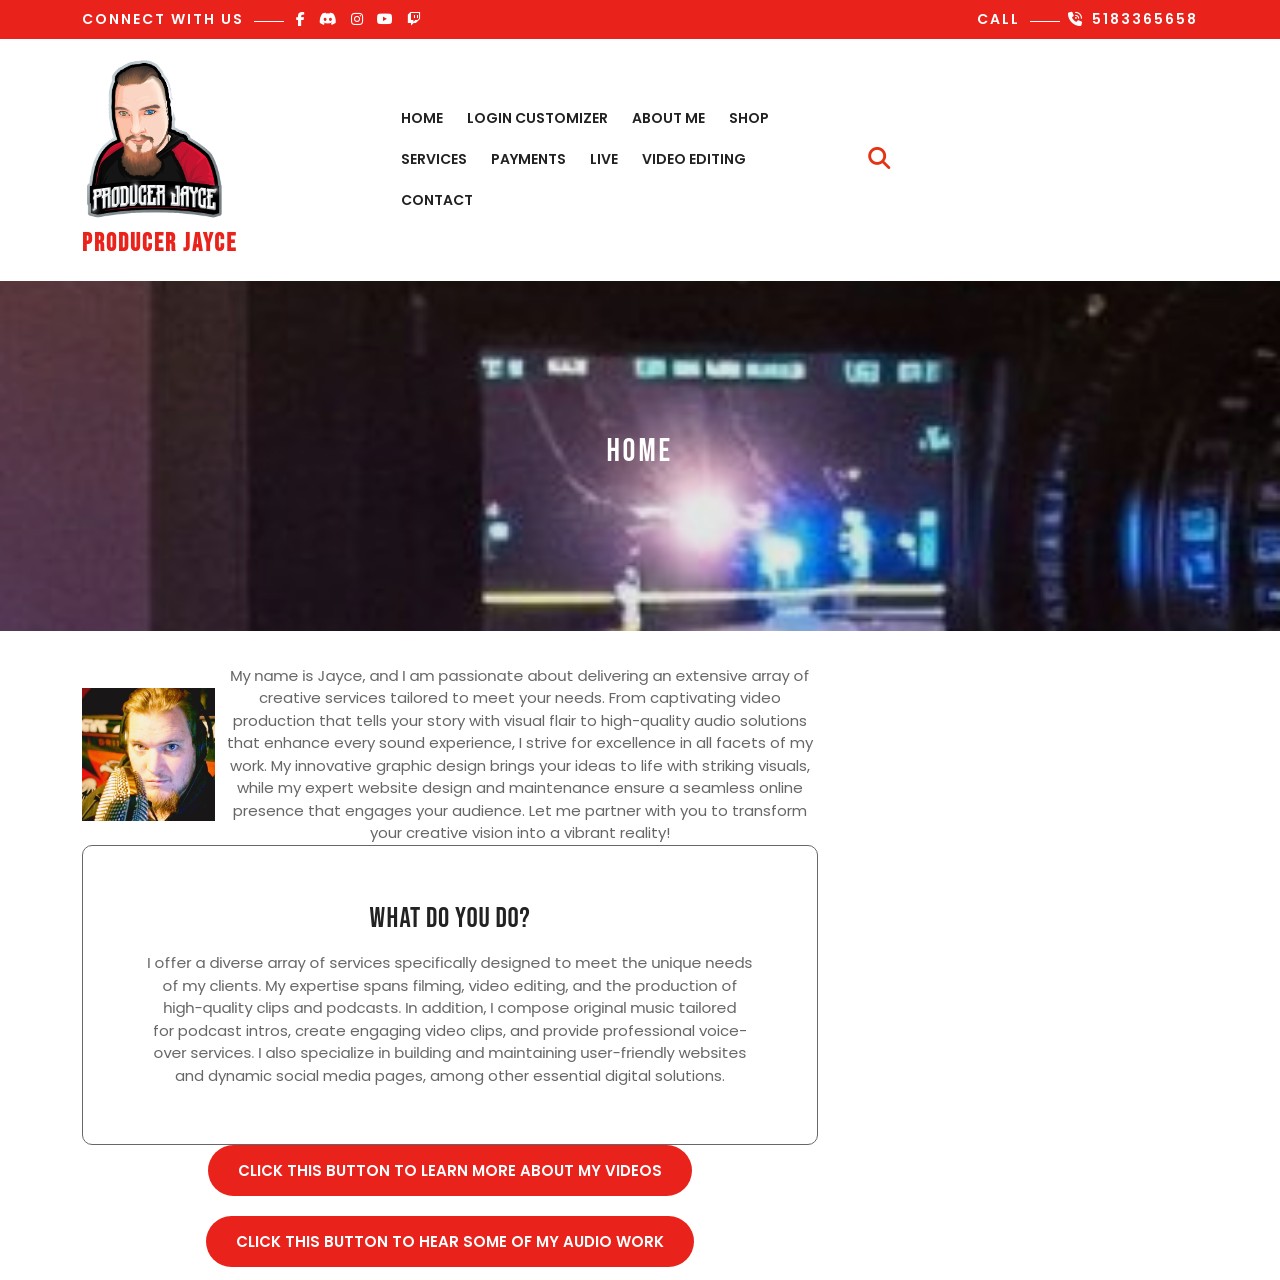 CONNECT WITH US
CALL 5183365658
PRODUCER JAYCE
PRODUCER JAYCE
HOME LOGIN CUSTOMIZER ABOUT ME SHOP
SERVICES PAYMENTS LIVE VIDEO EDITING
CONTACT
HOME
My name is Jayce, and I am passionate about delivering an extensive array of
creative services tailored to meet your needs. From captivating video
production that tells your story with visual flair to high-quality audio solutions
that enhance every sound experience, I strive for excellence in all facets of my
work. My innovative graphic design brings your ideas to life with striking visuals,
while my expert website design and maintenance ensure a seamless online
presence that engages your audience. Let me partner with you to transform
your creative vision into a vibrant reality!
WHAT DO YOU DO?
I offer a diverse array of services specifically designed to meet the unique needs
of my clients. My expertise spans filming, video editing, and the production of
high-quality clips and podcasts. In addition, I compose original music tailored
for podcast intros, create engaging video clips, and provide professional voice-
over services. I also specialize in building and maintaining user-friendly websites
and dynamic social media pages, among other essential digital solutions.
CLICK THIS BUTTON TO LEARN MORE ABOUT MY VIDEOS
CLICK THIS BUTTON TO HEAR SOME OF MY AUDIO WORK